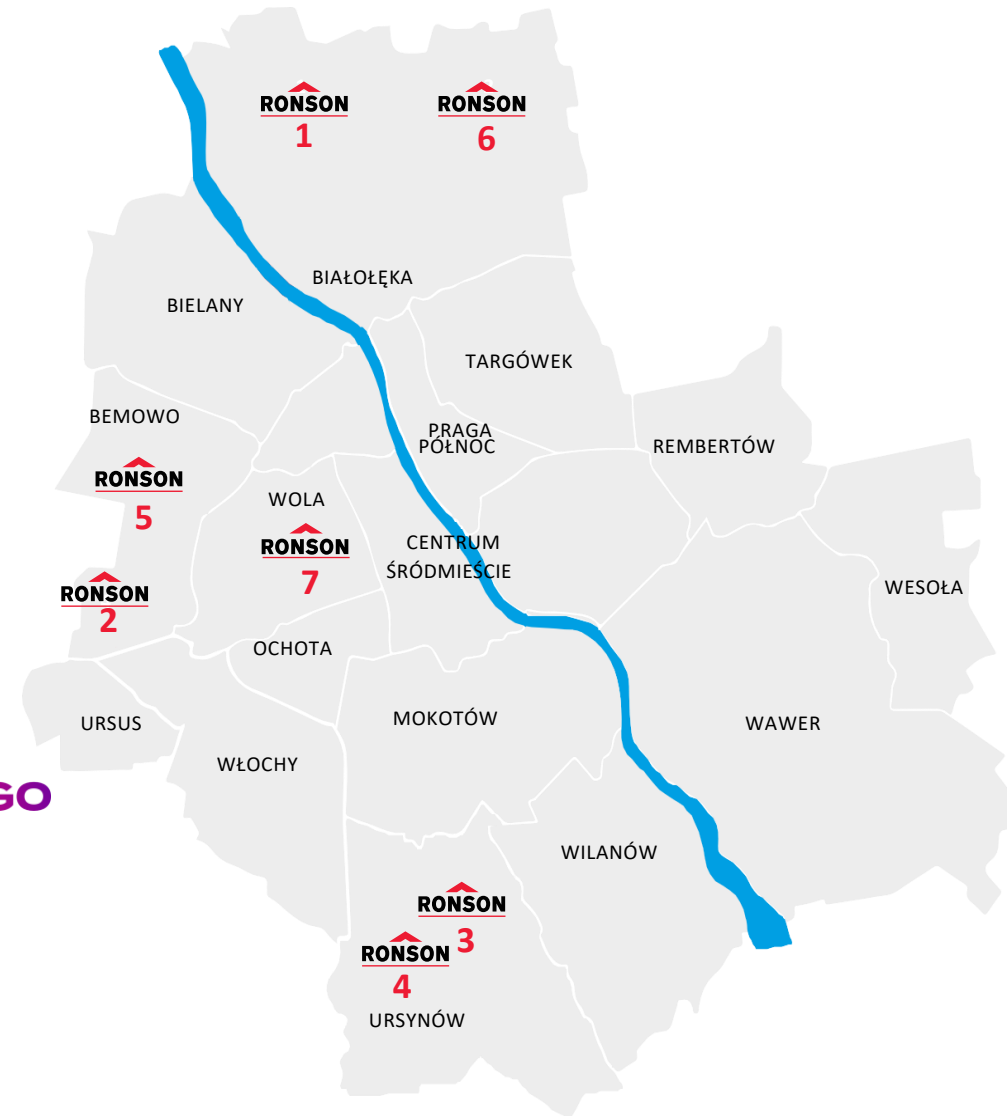 RONSON
1
RONSON
6
BIAŁOŁĘKA
BIELANY
TARGÓWEK
BEMOWO
PRAGA
PÓŁNOC
REMBERTÓW
RONSON
5
WOLA
RONSON
7
CENTRUM
ŚRÓDMIEŚCIE
WESOŁA
RONSON
2
OCHOTA
URSUS
MOKOTÓW
WAWER
WŁOCHY
GO
WILANÓW
RONSON
3
RONSON
4
URSYNÓW